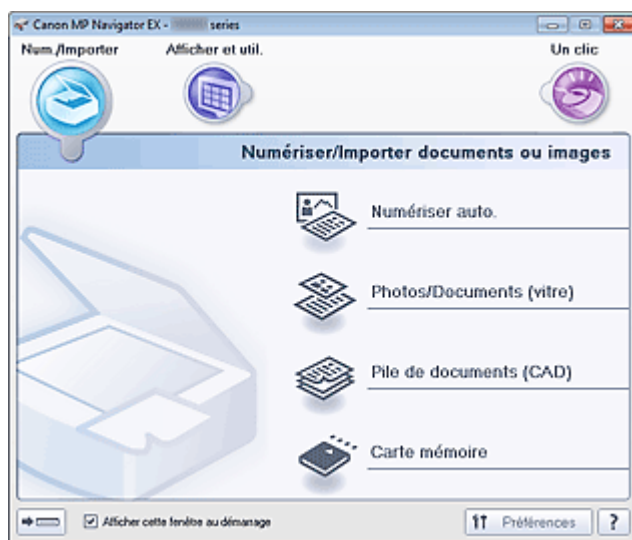 Canon MP Navigator EX - series
Num./Importer Afficher et util. Un clic
Numériser/Importer documents ou images
Numériser auto.
Photos/Documents (vitre)
Pile de documents (CAD)
Carte mémoire
Afficher cette fenêtre au démarrage
Préférences ?